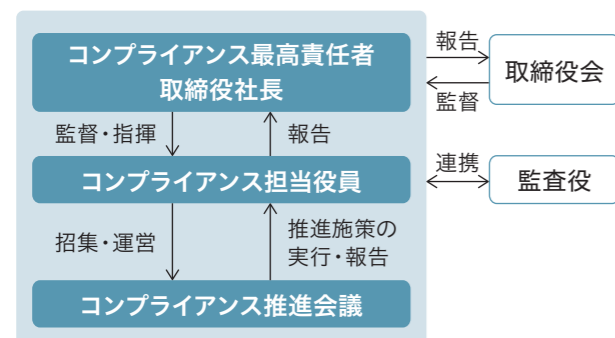 コンプライアンス最高責任者
取締役社長
報告
監督
取締役会
監督・指揮
報告
コンプライアンス担当役員
連携
監査役
招集・運営
推進施策の
実行・報告
コンプライアンス推進会議